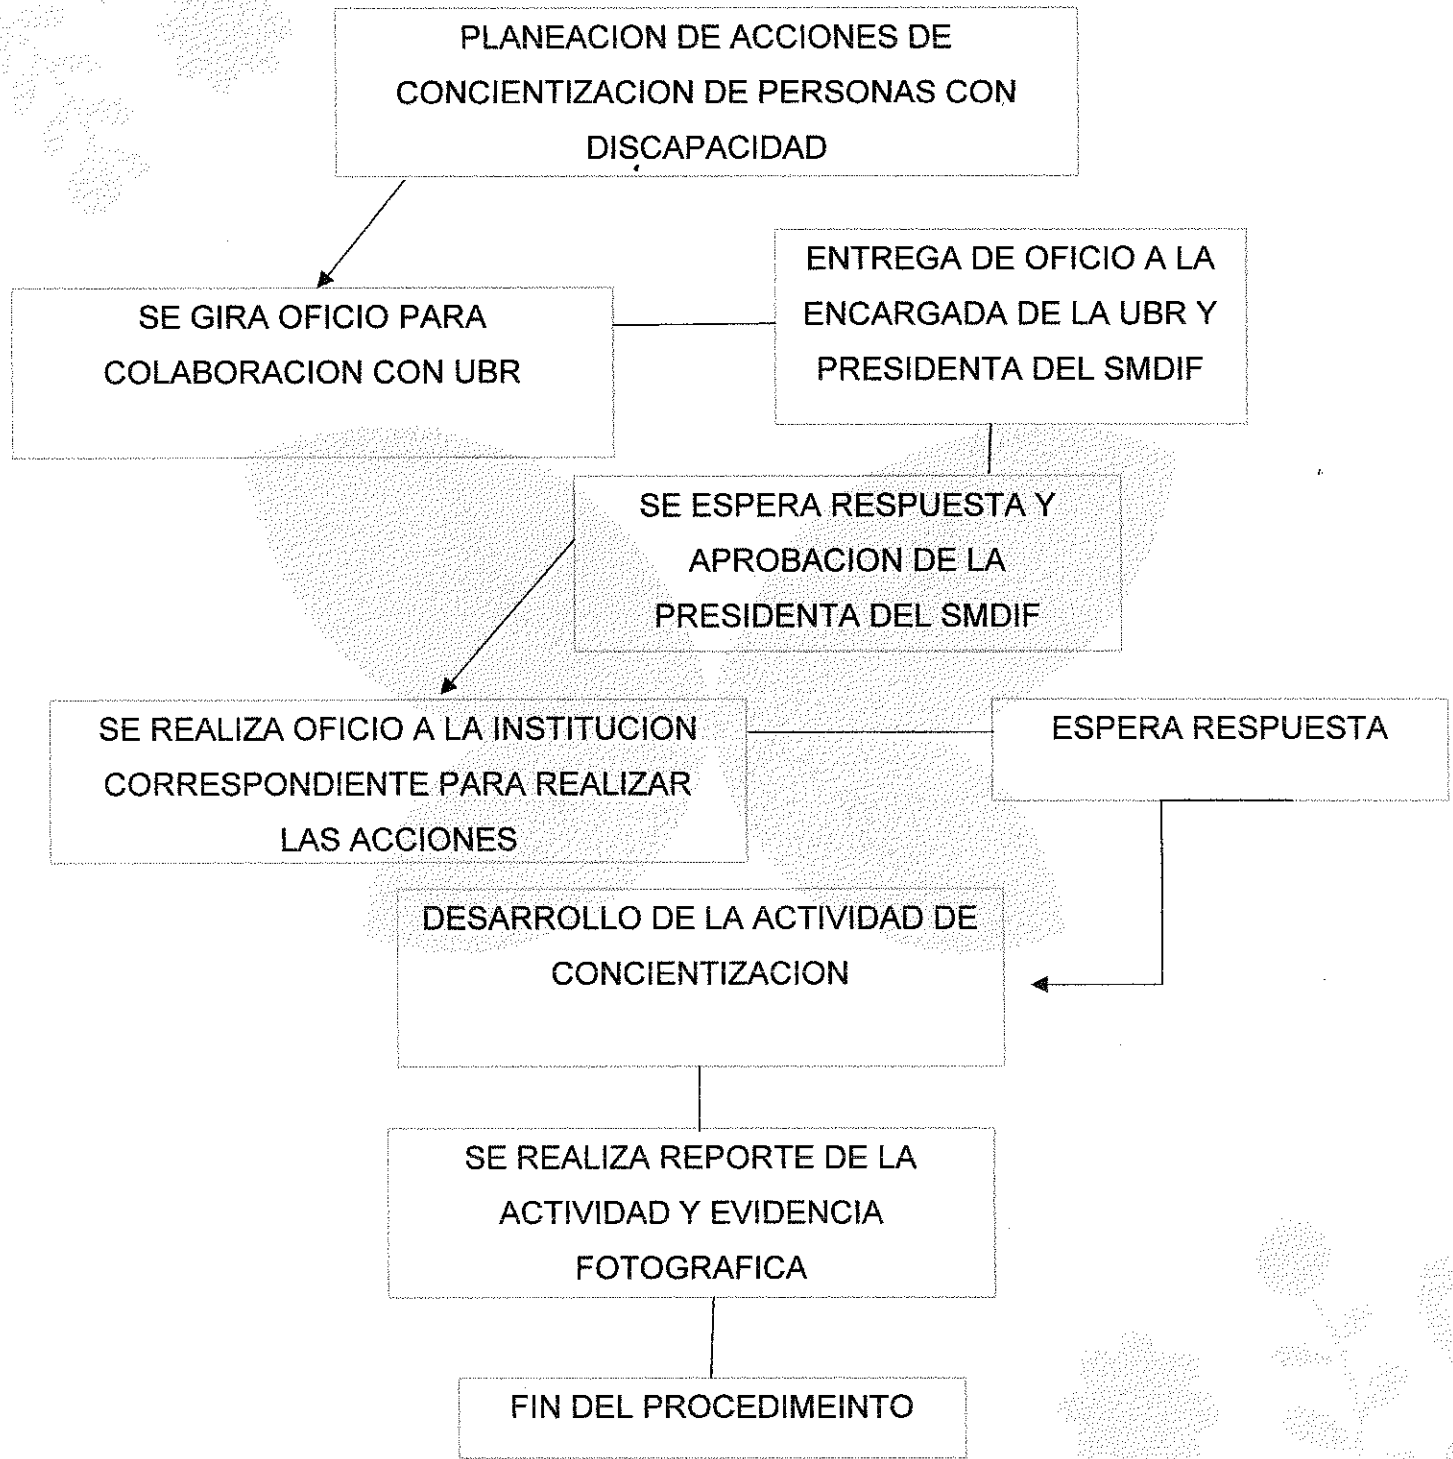 PLANEACION DE ACCIONES DE
CONCIENTIZACION DE PERSONAS CON
DISCAPACIDAD
SE GIRA OFICIO PARA
COLABORACION CON UBR
ENTREGA DE OFICIO A LA
ENCARGADA DE LA UBR Y
PRESIDENTA DEL SMDIF
SE ESPERA RESPUESTA Y
APROBACION DE LA
PRESIDENTA DEL SMDIF
SE REALIZA OFICIO A LA INSTITUCION
CORRESPONDIENTE PARA REALIZAR
LAS ACCIONES
ESPERA RESPUESTA
DESARROLLO DE LA ACTIVIDAD DE
CONCIENTIZACION
SE REALIZA REPORTE DE LA
ACTIVIDAD Y EVIDENCIA
FOTOGRAFICA
FIN DEL PROCEDIMEINTO